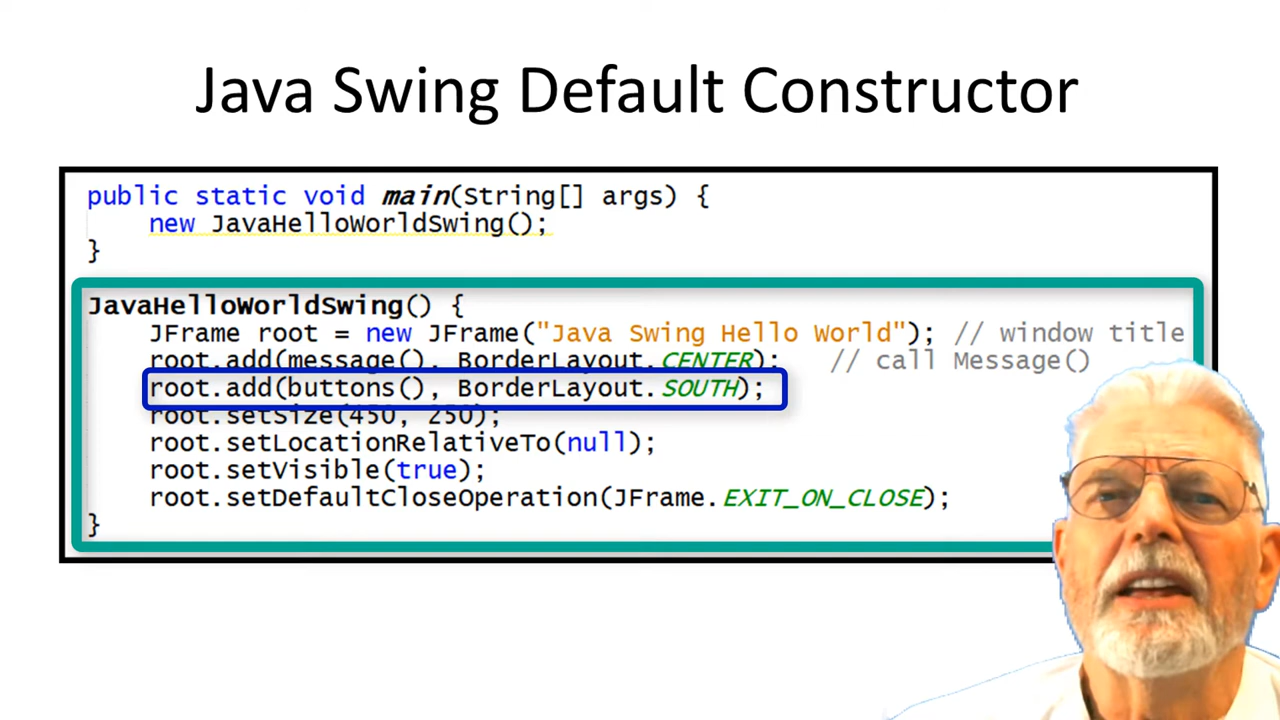 Java Swing Default Constructor
public static void main(String[] args) {
new JavaHelloWorldSwing();
}
JavaHelloWorldSwing() {
JFrame root = new JFrame("Java Swing Hello World"); // window title
root.add(message(), BorderLayout.CENTER); // call Message()
root.add(buttons(), BorderLayout.SOUTH);
root.setSize(450, 250);
root.setLocationRelativeTo(null);
root.setVisible(true);
root.setDefaultCloseOperation(JFrame.EXIT_ON_CLOSE);
}